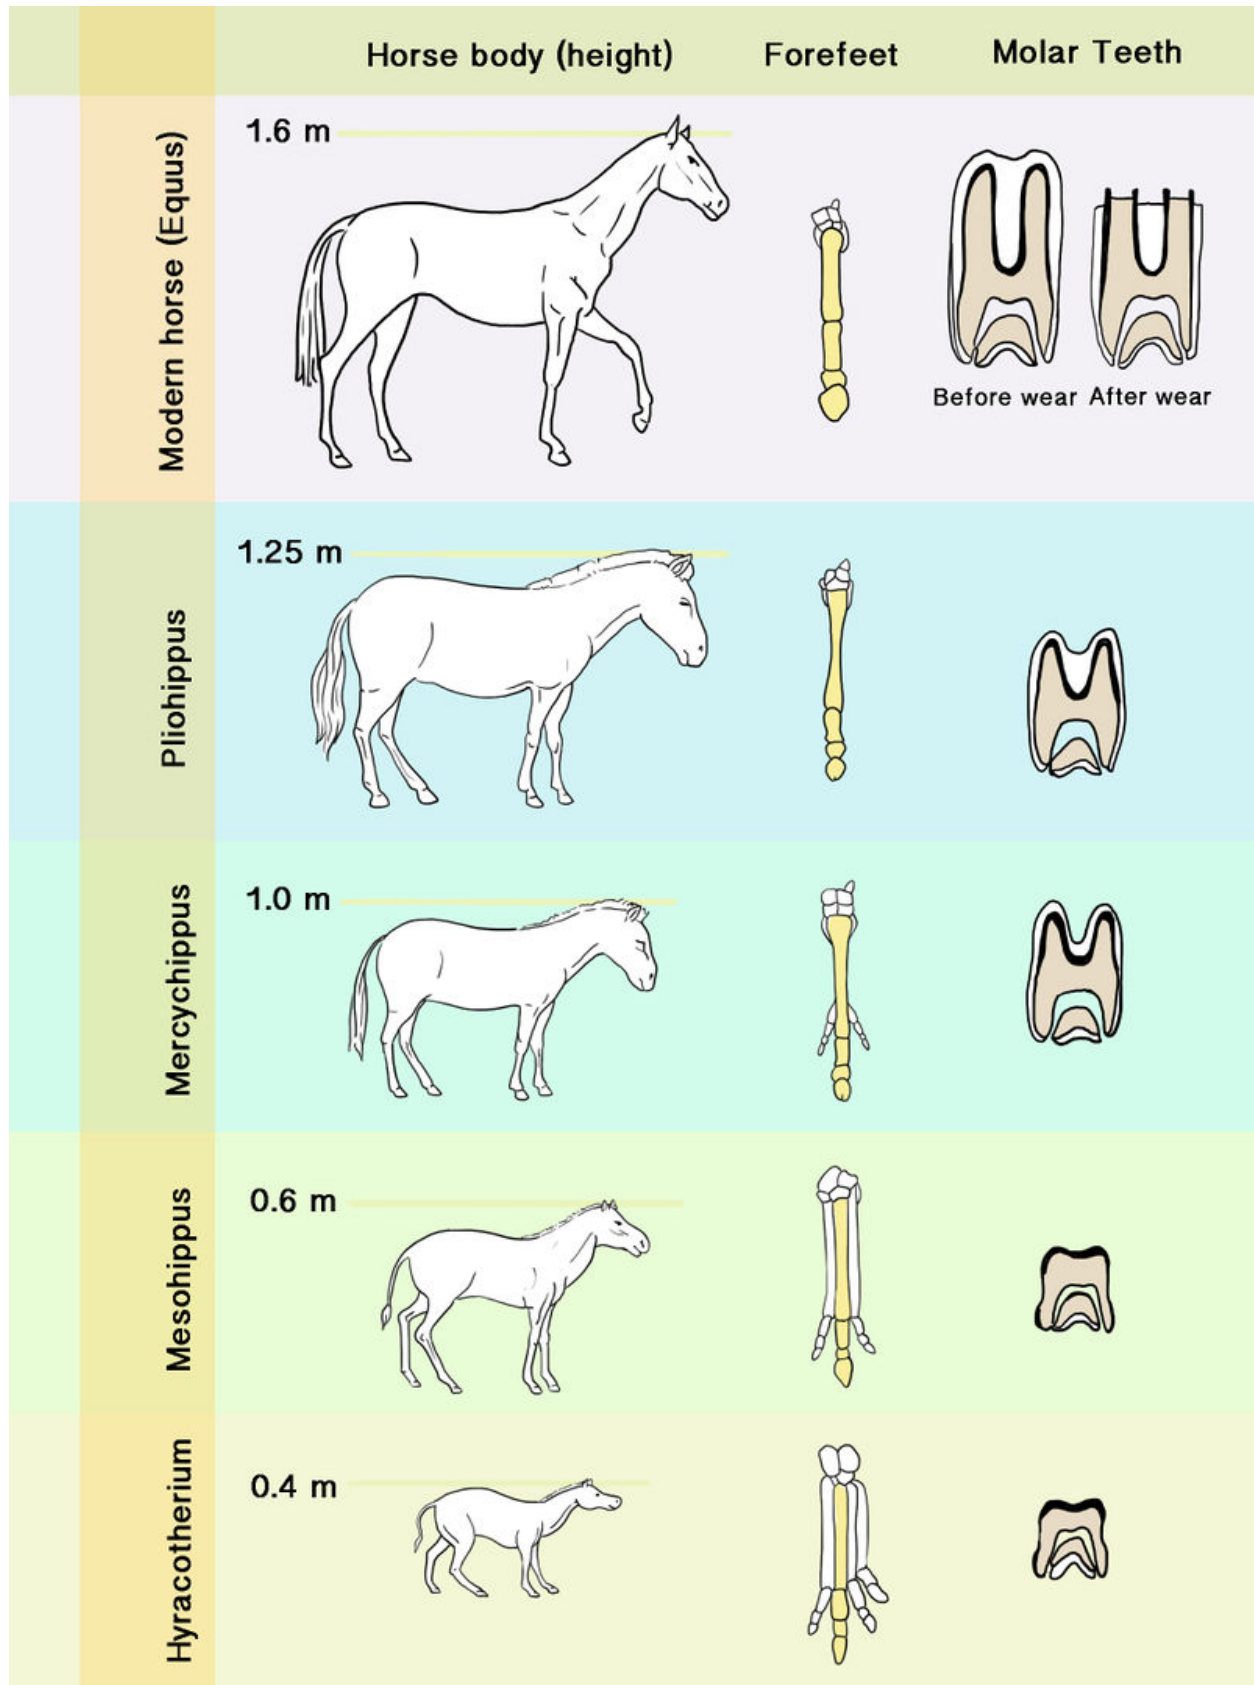 Horse body (height)
Forefeet
Molar Teeth
Modern horse (Equus)
1.6 m
Before wear
After wear
Pliohippus
1.25 m
Mercychippus
1.0 m
Mesohippus
0.6 m
Hyracotherium
0.4 m